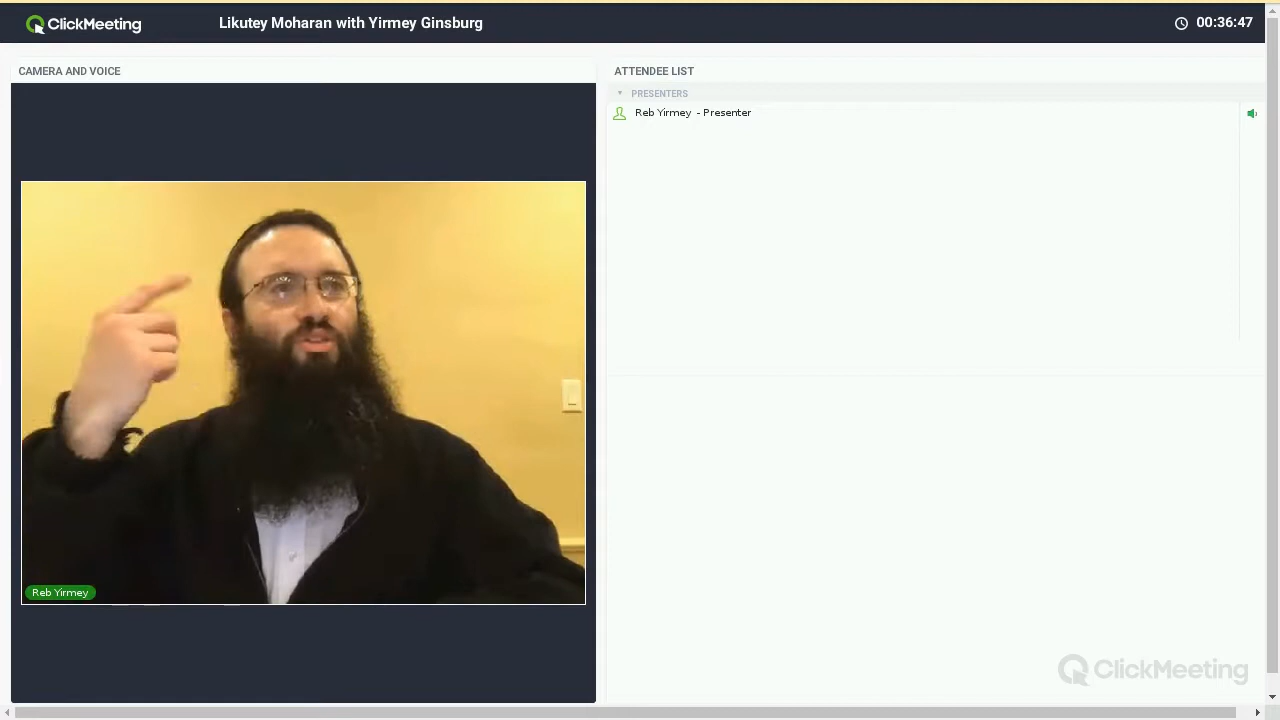 ClickMeeting
Likutey Moharan with Yirmey Ginsburg
00:36:47
CAMERA AND VOICE
ATTENDEE LIST
PRESENTERS
Reb Yirmey - Presenter
Reb Yirmey
ClickMeeting